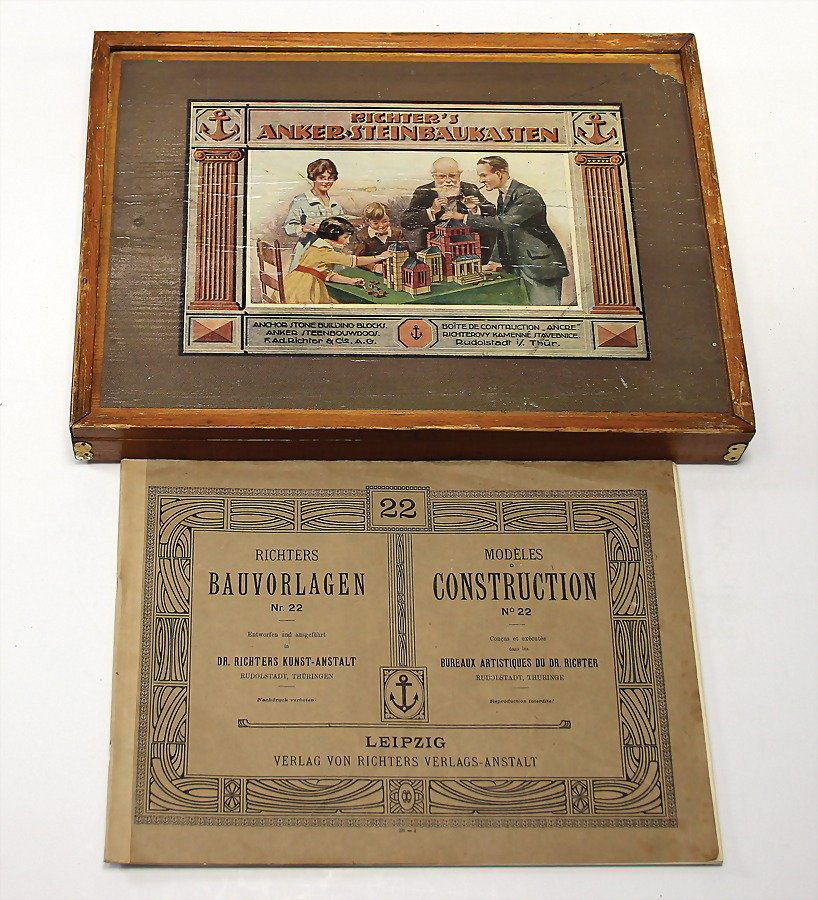 RICHTER'S
ANKER-STEINBAUKASTEN
ANCHOR STONE BUILDING BLOCKS.
ANKER STEENBOUWDOOS.
F. Ad. Richter & Cie. A.G.
BOÎTE DE CONSTRUCTION „ANCRE"
RICHTEROVY KAMENNÉ STAVEBNICE.
Rudolstadt i/ Thür.
22
RICHTERS
BAUVORLAGEN
Nr. 22
Entworfen und ausgeführt
in
DR. RICHTERS KUNST-ANSTALT
RUDOLSTADT, THÜRINGEN
Nachdruck verboten!
MODÈLES
D
CONSTRUCTION
No 22
Conçus et exécutés
dans les
BUREAUX ARTISTIQUES DU DR. RICHTER
RUDOLSTADT, THURINGE
Reproduction interdite!
LEIPZIG
VERLAG VON RICHTERS VERLAGS-ANSTALT